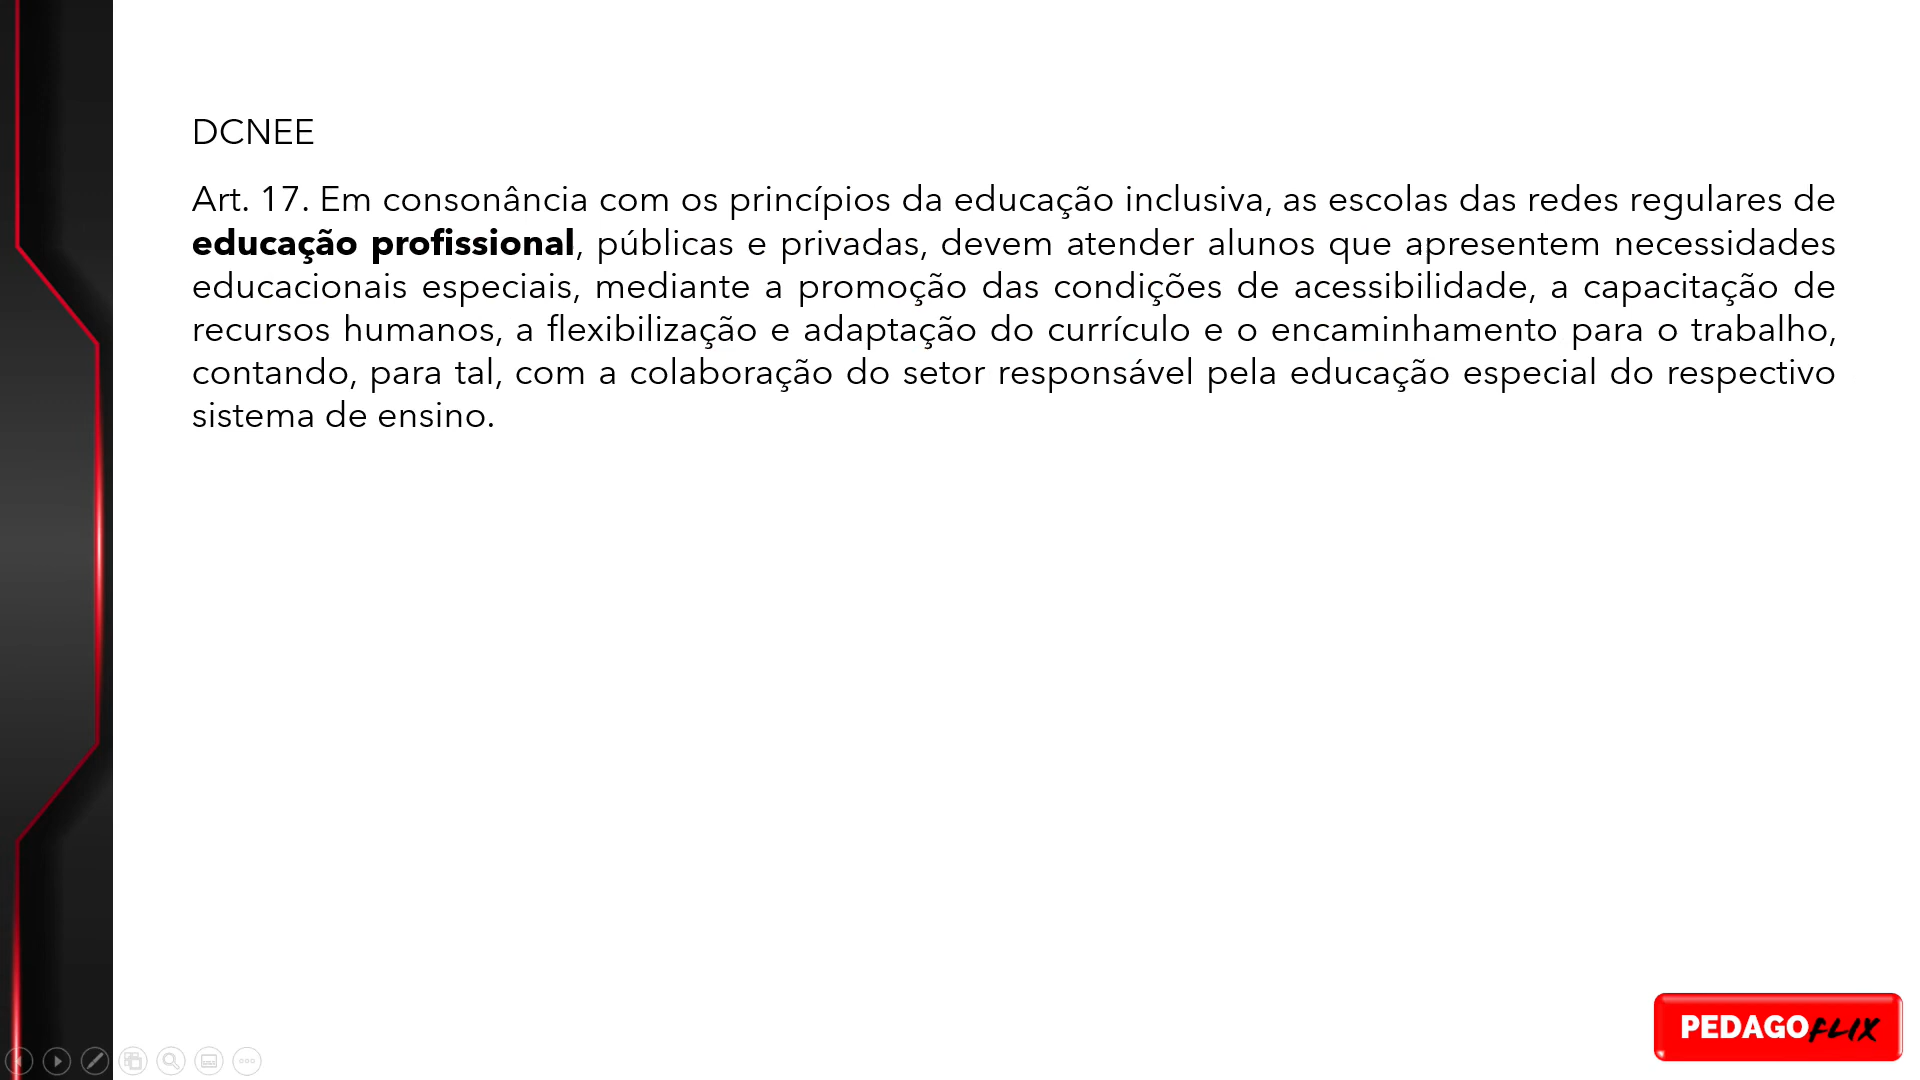 DCNEE
Art. 17. Em consonância com os princípios da educação inclusiva, as escolas das redes regulares de
educação profissional, públicas e privadas, devem atender alunos que apresentem necessidades
educacionais especiais, mediante a promoção das condições de acessibilidade, a capacitação de
recursos humanos, a flexibilização e adaptação do currículo e o encaminhamento para o trabalho,
contando, para tal, com a colaboração do setor responsável pela educação especial do respectivo
sistema de ensino.
PEDAGOFLIX